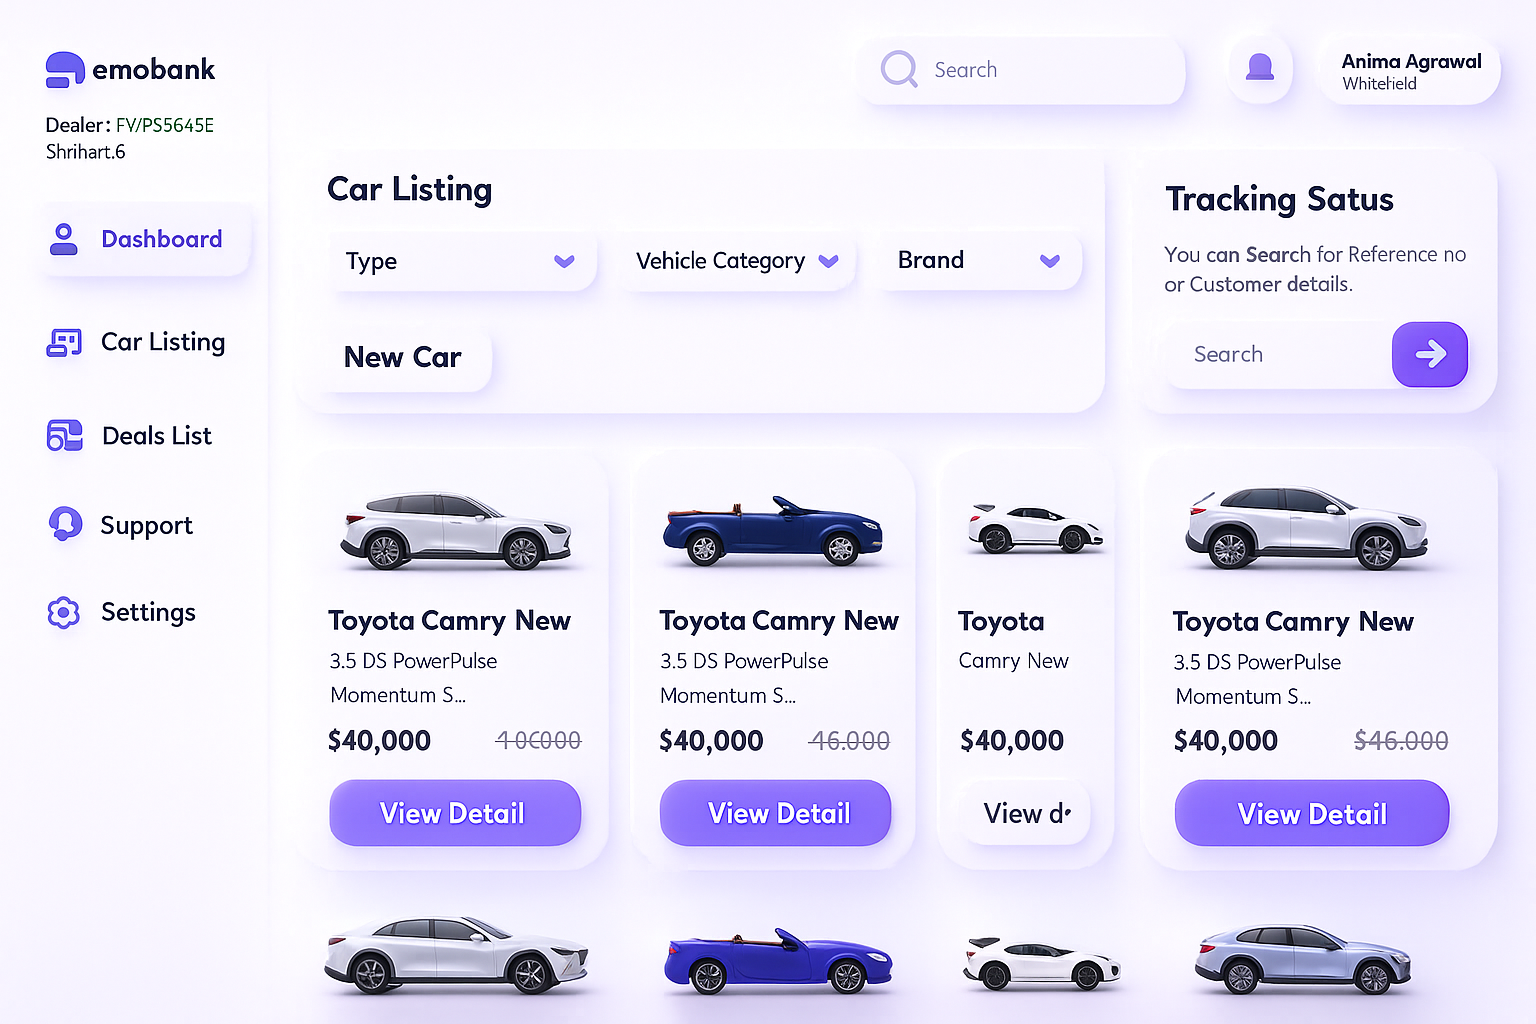 emobank
Dealer: FV/PS5645E
Shrihart.6
Dashboard
Car Listing
Deals List
Support
Settings
Search
Anima Agrawal
Whitefield
Car Listing
Type
Vehicle Category
Brand
New Car
Tracking Satus
You can Search for Reference no
or Customer details.
Search
Toyota Camry New
3.5 DS PowerPulse
Momentum S...
$40,000
View Detail
Toyota Camry New
3.5 DS PowerPulse
Momentum S...
$40,000 46.000
View Detail
Toyota
Camry New
$40,000
View d
Toyota Camry New
3.5 DS PowerPulse
Momentum S...
$40,000 $46.000
View Detail